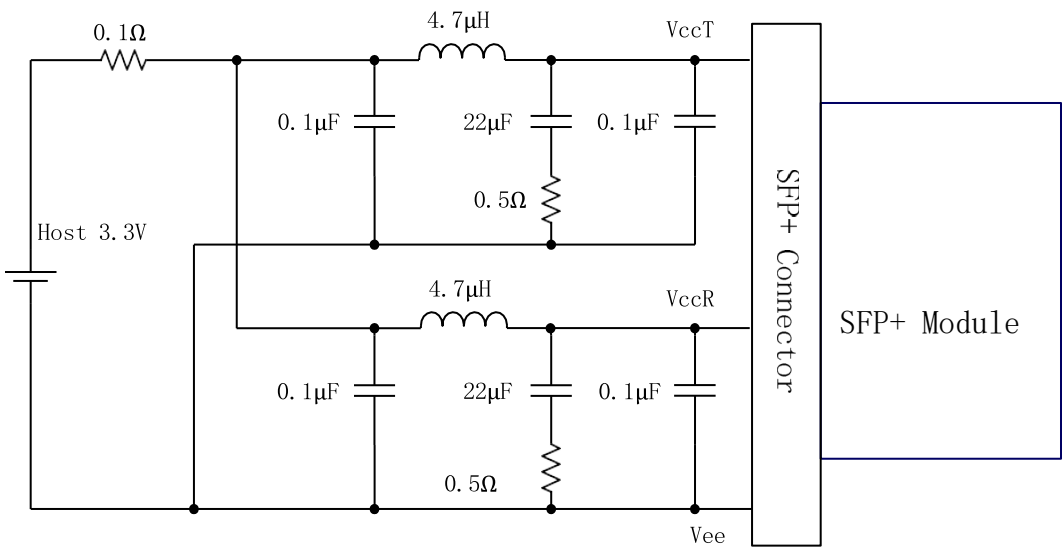 0.1Ω
4.7μH
VccT
0.1μF
22μF
0.1μF
0.5Ω
Host 3.3V
4.7μH
VccR
0.1μF
22μF
0.1μF
0.5Ω
Vee
SFP+ Connector
SFP+ Module